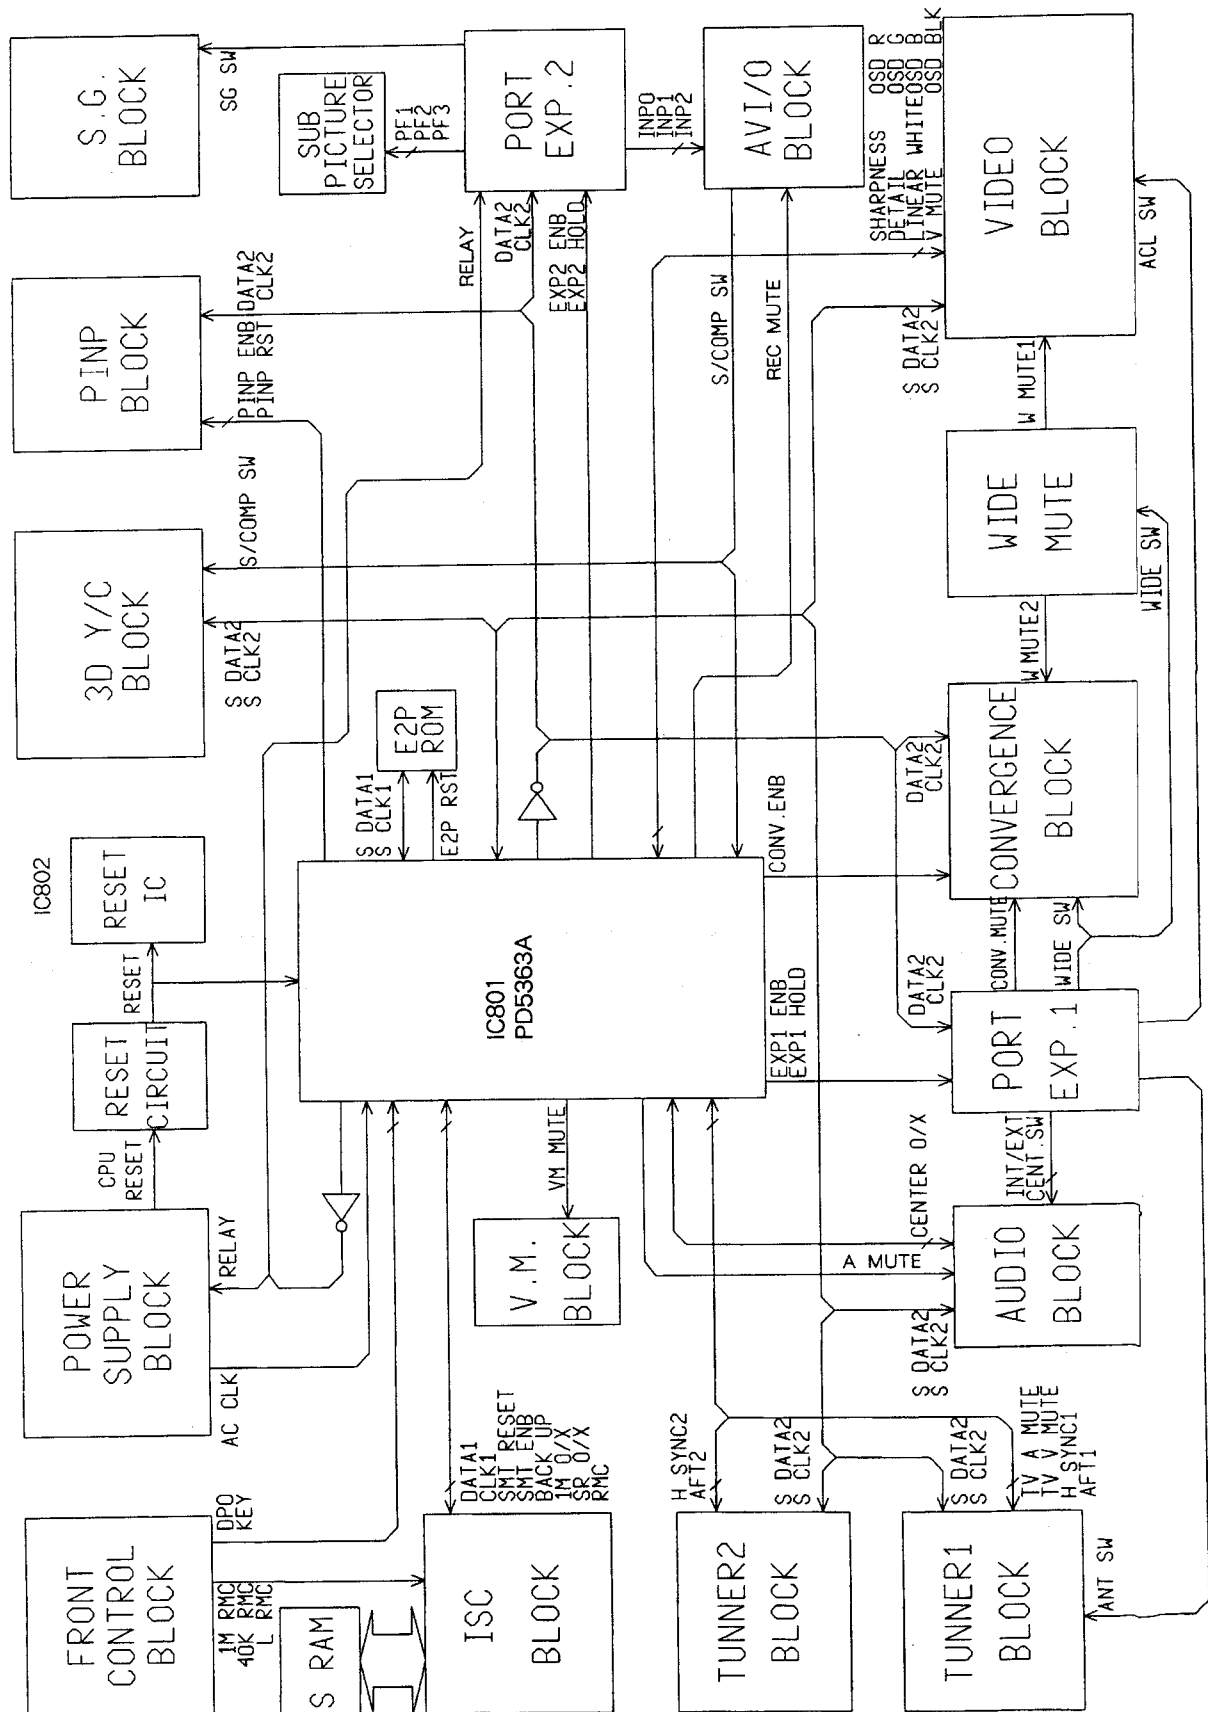 S.G.
BLOCK
SG SW
SUB
PICTURE
SELECTOR
PF1
PF2
PF3
PORT
EXP.2
INP0
INP1
INP2
AVI/O
BLOCK
OSD R
OSD G
OSD B
OSD BLK
SHARPNESS
DETAIL
LINEAR WHITE
V MUTE
VIDEO
BLOCK
ACL SW
PINP
BLOCK
DATA2
CLK2
PINP ENB
PINP RST
RELAY
DATA2
CLK2
EXP2 ENB
EXP2 HOLD
S/COMP SW
REC MUTE
S DATA2
S CLK2
W MUTE1
3D Y/C
BLOCK
S/COMP SW
S DATA2
S CLK2
WIDE
MUTE
WIDE SW
W MUTE2
E2P
ROM
S DATA1
S CLK1
E2P RST
IC802
RESET
IC
RESET
RESET
CIRCUIT
CPU
RESET
IC801
PD5363A
CONV.ENB
DATA2
CLK2
CONVERGENCE
BLOCK
CONV.MUTE
WIDE SW
EXP1 ENB
EXP1 HOLD
DATA2
CLK2
PORT
EXP.1
POWER
SUPPLY
BLOCK
RELAY
AC CLK
VM MUTE
V.M.
BLOCK
CENTER O/X
A MUTE
INT/EXT
CENT.SW
AUDIO
BLOCK
S DATA2
S CLK2
FRONT
CONTROL
BLOCK
DPO
KEY
1M RMC
40K RMC
L RMC
S RAM
DATA1
CLK1
SMT RESET
SMT ENB
BACK UP
1M O/X
SR O/X
RMC
ISC
BLOCK
H SYNC2
AFT2
S DATA2
S CLK2
TUNNER2
BLOCK
S DATA2
S CLK2
TV A MUTE
TV V MUTE
H SYNC1
AFT1
TUNNER1
BLOCK
ANT SW